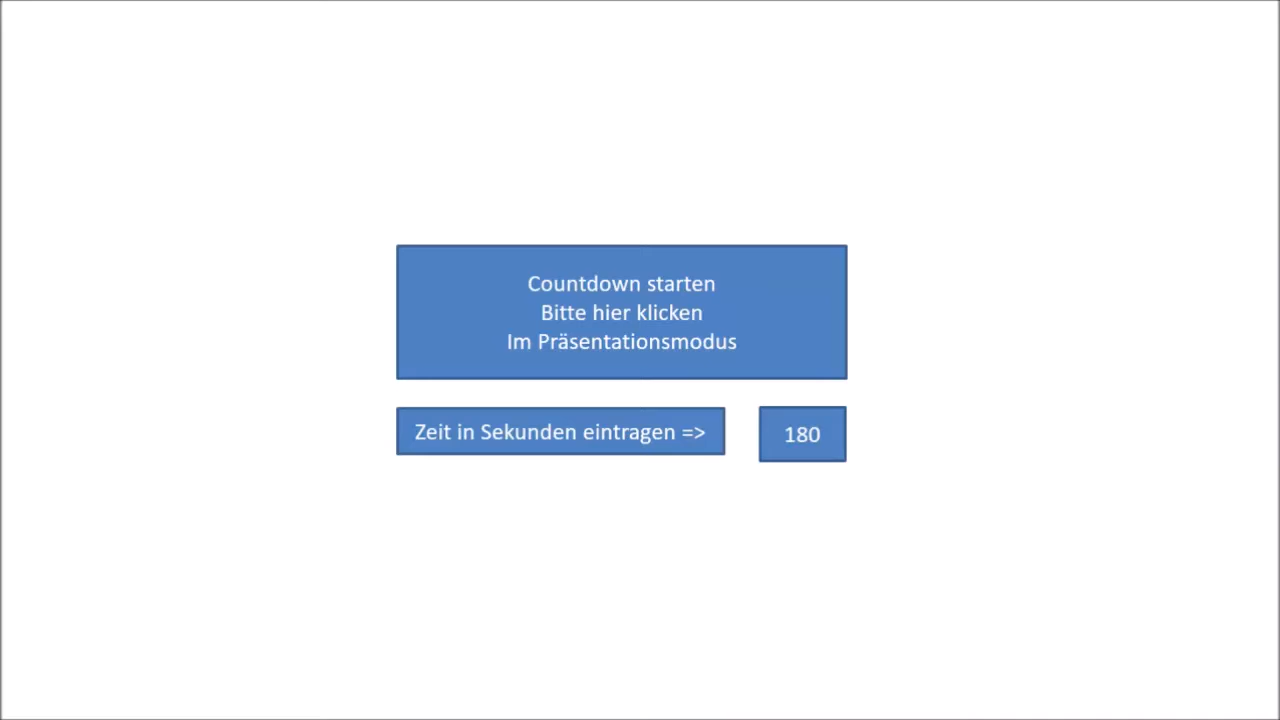 Countdown starten
Bitte hier klicken
Im Präsentationsmodus
Zeit in Sekunden eintragen => 180